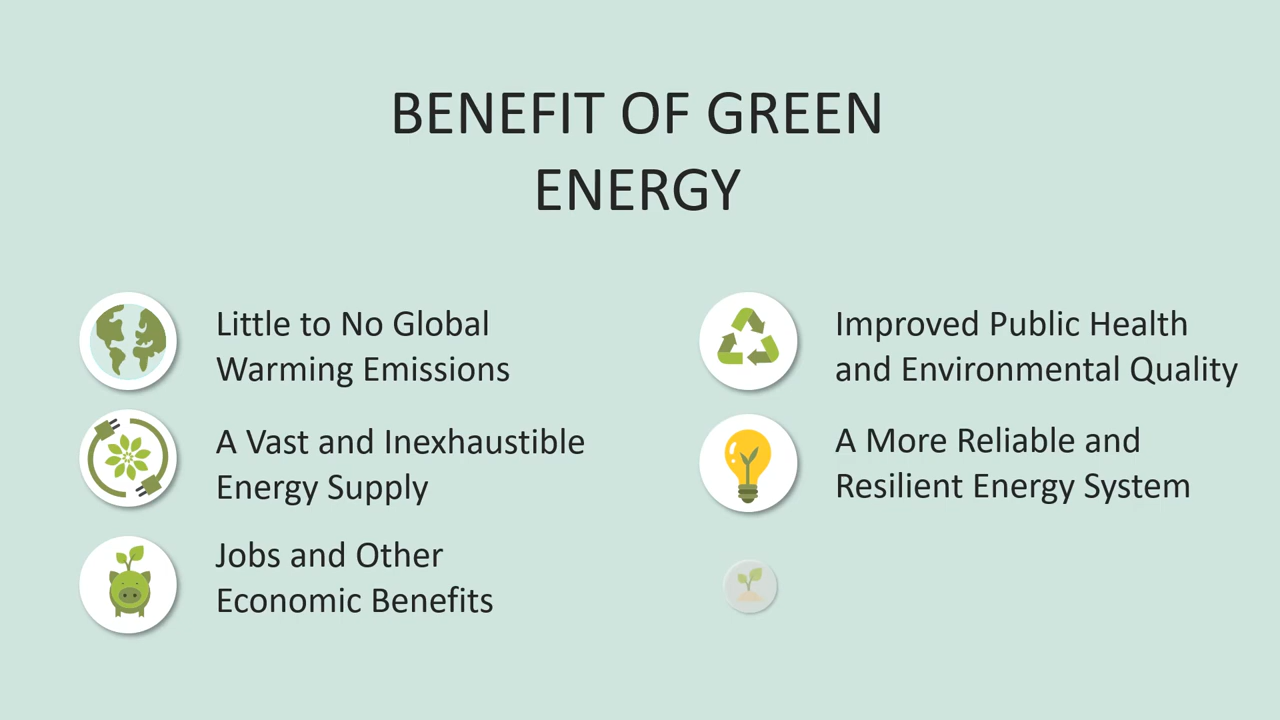 BENEFIT OF GREEN
ENERGY
Little to No Global
Warming Emissions
A Vast and Inexhaustible
Energy Supply
Jobs and Other
Economic Benefits
Improved Public Health
and Environmental Quality
A More Reliable and
Resilient Energy System